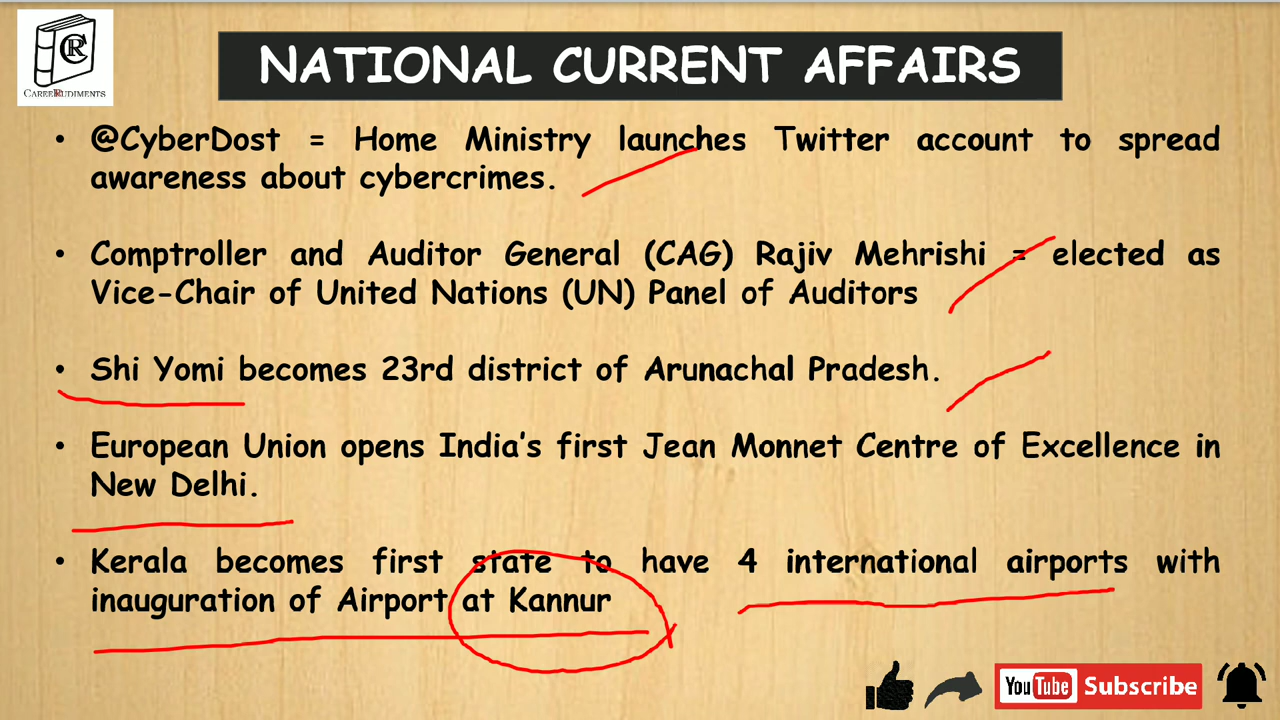 CR
CAREERUDIMENTS
NATIONAL CURRENT AFFAIRS
• @CyberDost = Home Ministry launches Twitter account to spread
awareness about cybercrimes.
• Comptroller and Auditor General (CAG) Rajiv Mehrishi = elected as
Vice-Chair of United Nations (UN) Panel of Auditors
• Shi Yomi becomes 23rd district of Arunachal Pradesh.
• European Union opens India's first Jean Monnet Centre of Excellence in
New Delhi.
• Kerala becomes first state to have 4 international airports with
inauguration of Airport at Kannur
YouTube Subscribe